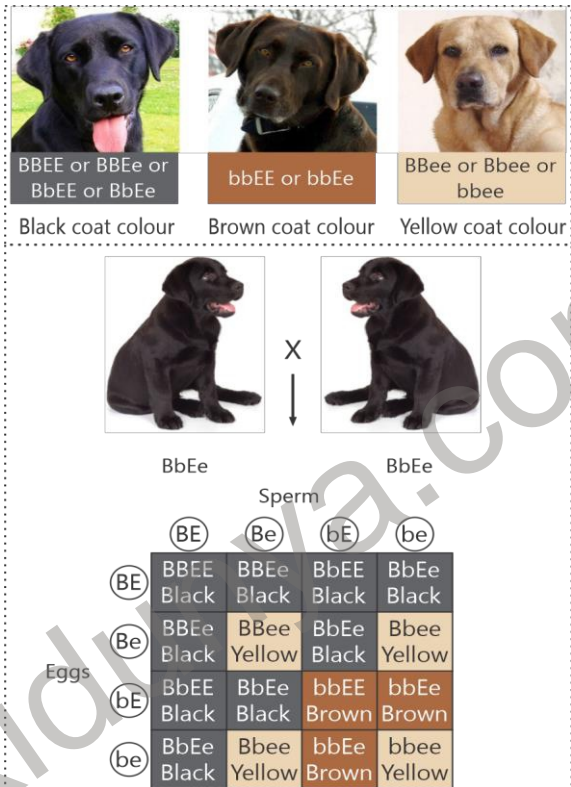 BBEE or BBEe or
BbEE or BbEe
bbEE or bbEe
BBee or Bbee or
bbee
Black coat colour
Brown coat colour
Yellow coat colour
X
BbEe
BbEe
Sperm
BE
Be
bE
be
Eggs
BE
BBEE
Black
BBEe
Black
BbEE
Black
BbEe
Black
Be
BBEe
Black
BBee
Yellow
BbEe
Black
Bbee
Yellow
bE
BbEE
Black
BbEe
Black
bbEE
Brown
bbEe
Brown
be
BbEe
Black
Bbee
Yellow
bbEe
Brown
bbee
Yellow